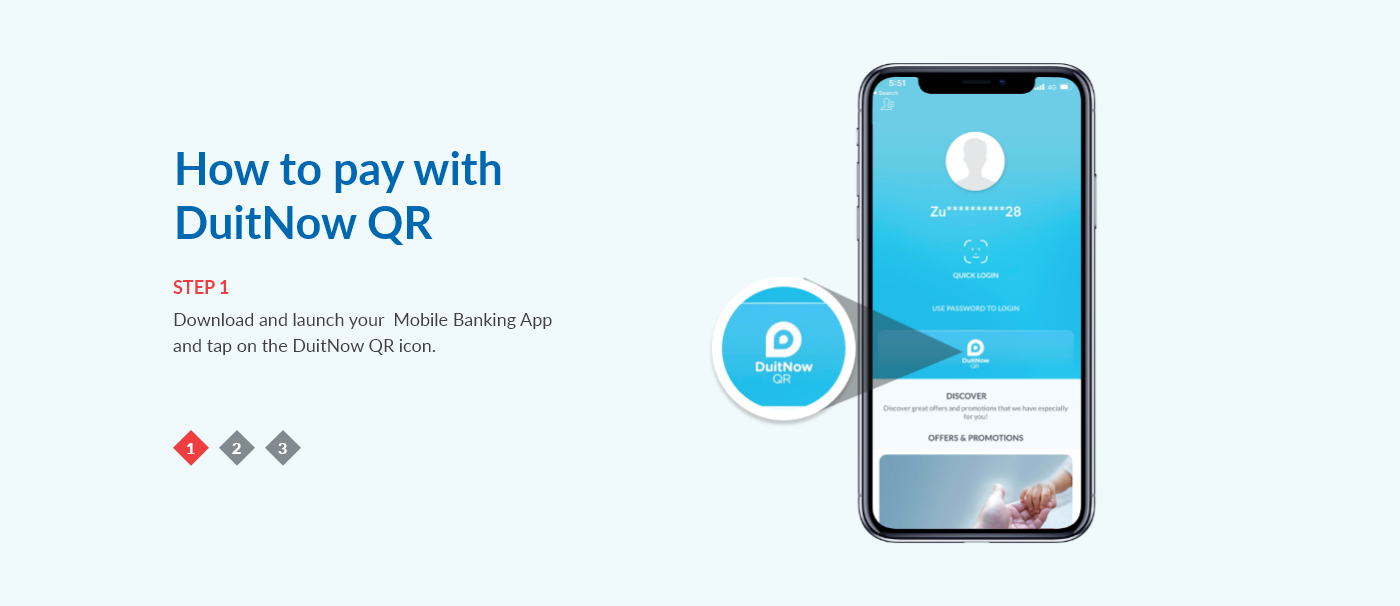 How to pay with
DuitNow QR
STEP 1
Download and launch your  Mobile Banking App
and tap on the DuitNow QR icon.
1 2 3
5:51
Search
4G
Zu**********28
QUICK LOGIN
USE PASSWORD TO LOGIN
DuitNow
QR
DuitNow
QR
DISCOVER
Discover great offers and promotions that we have especially
for you!
OFFERS & PROMOTIONS